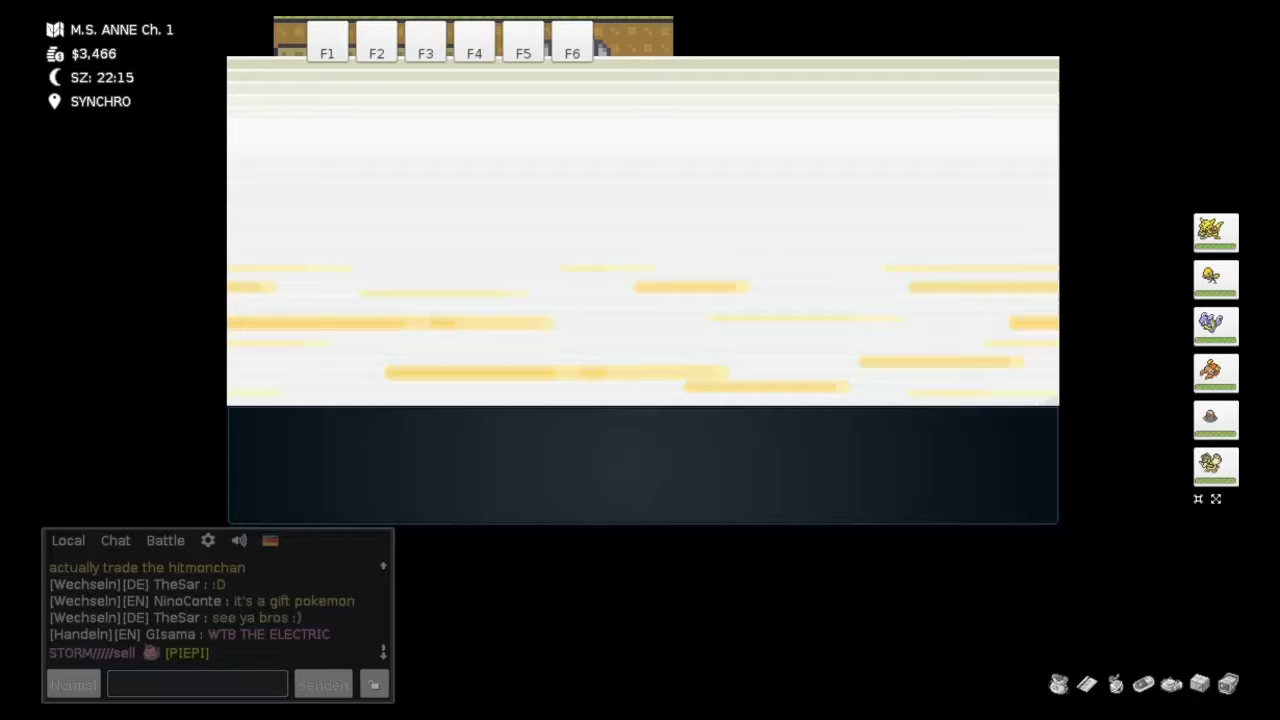 M.S. ANNE Ch. 1
$3,466
SZ: 22:15
SYNCHRO
F1 F2 F3 F4 F5 F6
Local Chat Battle
actually trade the hitmonchan
[Wechseln][DE] TheSar : :D
[Wechseln][EN] NinoConte : it's a gift pokemon
[Wechseln][DE] TheSar : see ya bros :)
[Handeln][EN] GIsama : WTB THE ELECTRIC
STORM/////sell [PIEPI]
Normal Senden